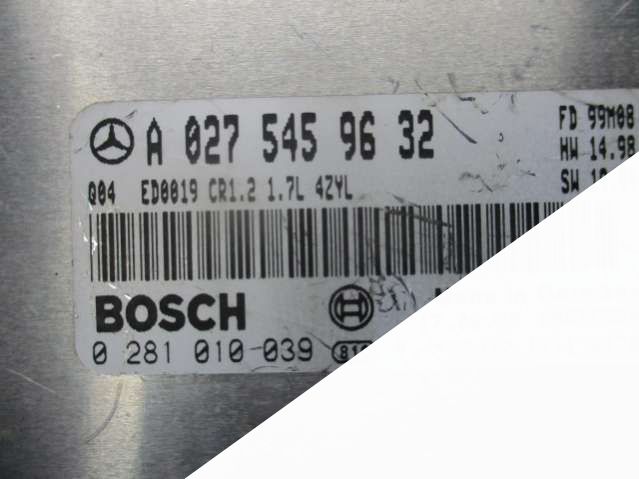 A 027 545 96 32
FD 99M08
HW 14.98
SW
Q04 ED0019 CR1.2 1.7L 4ZYL
BOSCH
0 281 010 039